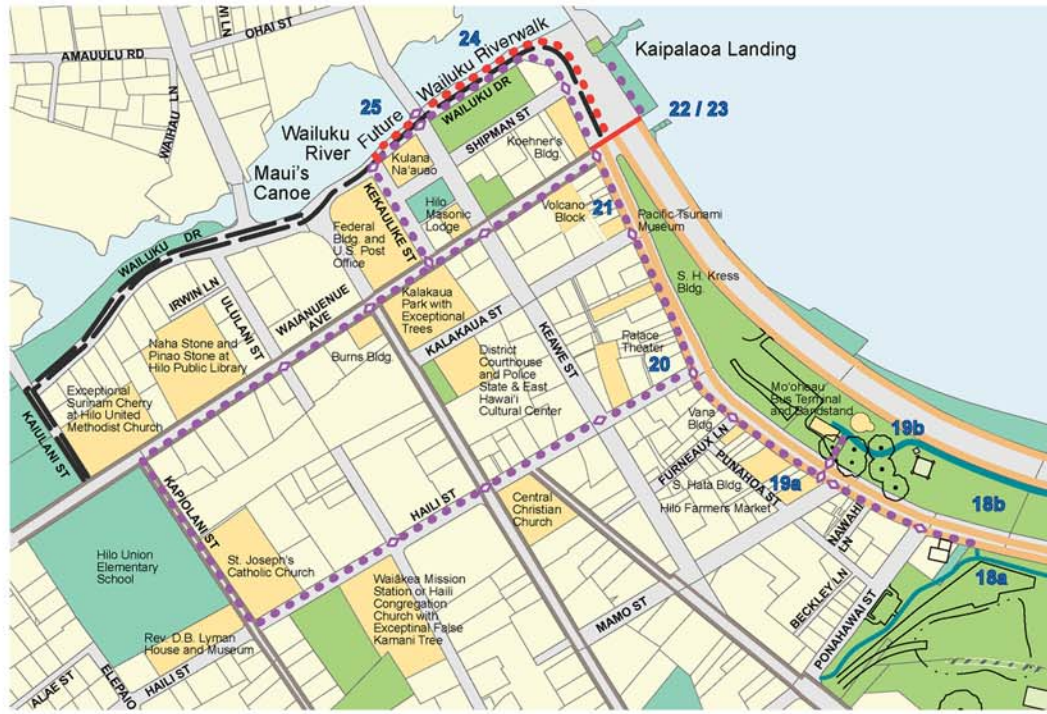 WI LN
OHAI ST
AMAUULU RD
WAIHAU LN
24
Kaipalaoa Landing
Future Wailuku Riverwalk
25
22 / 23
WAILUKU DR
SHIPMAN ST
Wailuku
River
Maui's
Canoe
Kulana
Na'auao
Koehner's
Bldg.
KEKAULIKE ST
Hilo
Masonic
Lodge
Volcano
Block
21
Pacific Tsunami
Museum
WAILUKU DR
Federal
Bldg. and
U.S. Post
Office
S. H. Kress
Bldg.
IRWIN LN
ULULANI ST
WAIANUENUE
AVE
Kalakaua
Park with
Exceptional
Trees
KALAKAUA ST
KEAWE ST
Palace
Theater
20
Naha Stone and
Pinao Stone at
Hilo Public Library
Burns Bldg.
District
Courthouse
and Police
State & East
Hawai'i
Cultural Center
Mo'oheau
Bus Terminal
and Bandstand
Exceptional
Surinam Cherry
at Hilo United
Methodist Church
KAIULANI ST
Vana
Bldg.
19b
FURNEAUX LN
PUNAHOA ST
S. Hata Bldg.
19a
Hilo Farmers Market
18b
KAPIOLANI ST
HAILI ST
Central
Christian
Church
NAWAHI
LN
Hilo Union
Elementary
School
St. Joseph's
Catholic Church
Waiākea Mission
Station or Haili
Congregation
Church with
Exceptinal False
Kamani Tree
BECKLEY LN
18a
MAMO ST
PONAHAWAI ST
Rev. D.B. Lyman
House and Museum
HAILI ST
ALAE ST
ELEPAIO